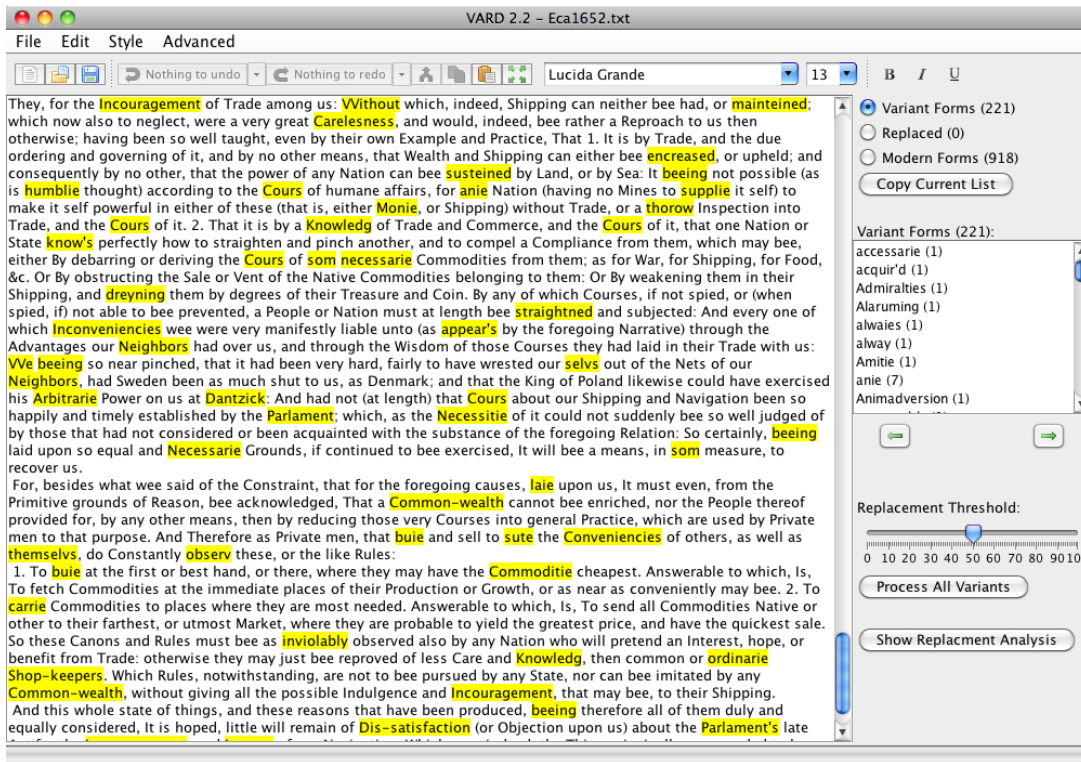 VARD 2.2 – Eca1652.txt
File Edit Style Advanced
Nothing to undo Nothing to redo Lucida Grande 13 B I U
They, for the Incouragement of Trade among us: VVithout which, indeed, Shipping can neither bee had, or mainteined;
which now also to neglect, were a very great Carelesness, and would, indeed, bee rather a Reproach to us then
otherwise; having been so well taught, even by their own Example and Practice, That 1. It is by Trade, and the due
ordering and governing of it, and by no other means, that Wealth and Shipping can either bee encreased, or upheld; and
consequently by no other, that the power of any Nation can bee susteined by Land, or by Sea: It beeing not possible (as
is humblie thought) according to the Cours of humane affairs, for anie Nation (having no Mines to supplie it self) to
make it self powerful in either of these (that is, either Monie, or Shipping) without Trade, or a thorow Inspection into
Trade, and the Cours of it. 2. That it is by a Knowledg of Trade and Commerce, and the Cours of it, that one Nation or
State know's perfectly how to straighten and pinch another, and to compel a Compliance from them, which may bee,
either By debarring or deriving the Cours of som necessarie Commodities from them; as for War, for Shipping, for Food,
&c. Or By obstructing the Sale or Vent of the Native Commodities belonging to them: Or By weakening them in their
Shipping, and dreyning them by degrees of their Treasure and Coin. By any of which Courses, if not spied, or (when
spied, if) not able to bee prevented, a People or Nation must at length bee straightned and subjected: And every one of
which Inconveniencies wee were very manifestly liable unto (as appear's by the foregoing Narrative) through the
Advantages our Neighbors had over us, and through the Wisdom of those Courses they had laid in their Trade with us:
VVe beeing so near pinched, that it had been very hard, fairly to have wrested our selvs out of the Nets of our
Neighbors, had Sweden been as much shut to us, as Denmark; and that the King of Poland likewise could have exercised
his Arbitrarie Power on us at Dantzick: And had not (at length) that Cours about our Shipping and Navigation been so
happily and timely established by the Parlament; which, as the Necessitie of it could not suddenly bee so well judged of
by those that had not considered or been acquainted with the substance of the foregoing Relation: So certainly, beeing
laid upon so equal and Necessarie Grounds, if continued to bee exercised, It will bee a means, in som measure, to
recover us.
For, besides what wee said of the Constraint, that for the foregoing causes, laie upon us, It must even, from the
Primitive grounds of Reason, bee acknowledged, That a Common-wealth cannot bee enriched, nor the People thereof
provided for, by any other means, then by reducing those very Courses into general Practice, which are used by Private
men to that purpose. And Therefore as Private men, that buie and sell to sute the Conveniencies of others, as well as
themselvs, do Constantly observ these, or the like Rules:
1. To buie at the first or best hand, or there, where they may have the Commoditie cheapest. Answerable to which, Is,
To fetch Commodities at the immediate places of their Production or Growth, or as near as conveniently may bee. 2. To
carrie Commodities to places where they are most needed. Answerable to which, Is, To send all Commodities Native or
other to their farthest, or utmost Market, where they are probable to yield the greatest price, and have the quickest sale.
So these Canons and Rules must bee as inviolably observed also by any Nation who will pretend an Interest, hope, or
benefit from Trade: otherwise they may just bee reproved of less Care and Knowledg, then common or ordinarie
Shop-keepers. Which Rules, notwithstanding, are not to bee pursued by any State, nor can bee imitated by any
Common-wealth, without giving all the possible Indulgence and Incouragement, that may bee, to their Shipping.
And this whole state of things, and these reasons that have been produced, beeing therefore all of them duly and
equally considered, It is hoped, little will remain of Dis-satisfaction (or Objection upon us) about the Parlament's late
Variant Forms (221)
Replaced (0)
Modern Forms (918)
Copy Current List
Variant Forms (221):
accessarie (1)
acquir'd (1)
Admiralties (1)
Alaruming (1)
alwaies (1)
alway (1)
Amitie (1)
anie (7)
Animadversion (1)
Replacement Threshold:
0 10 20 30 40 50 60 70 80 90 10
Process All Variants
Show Replacment Analysis